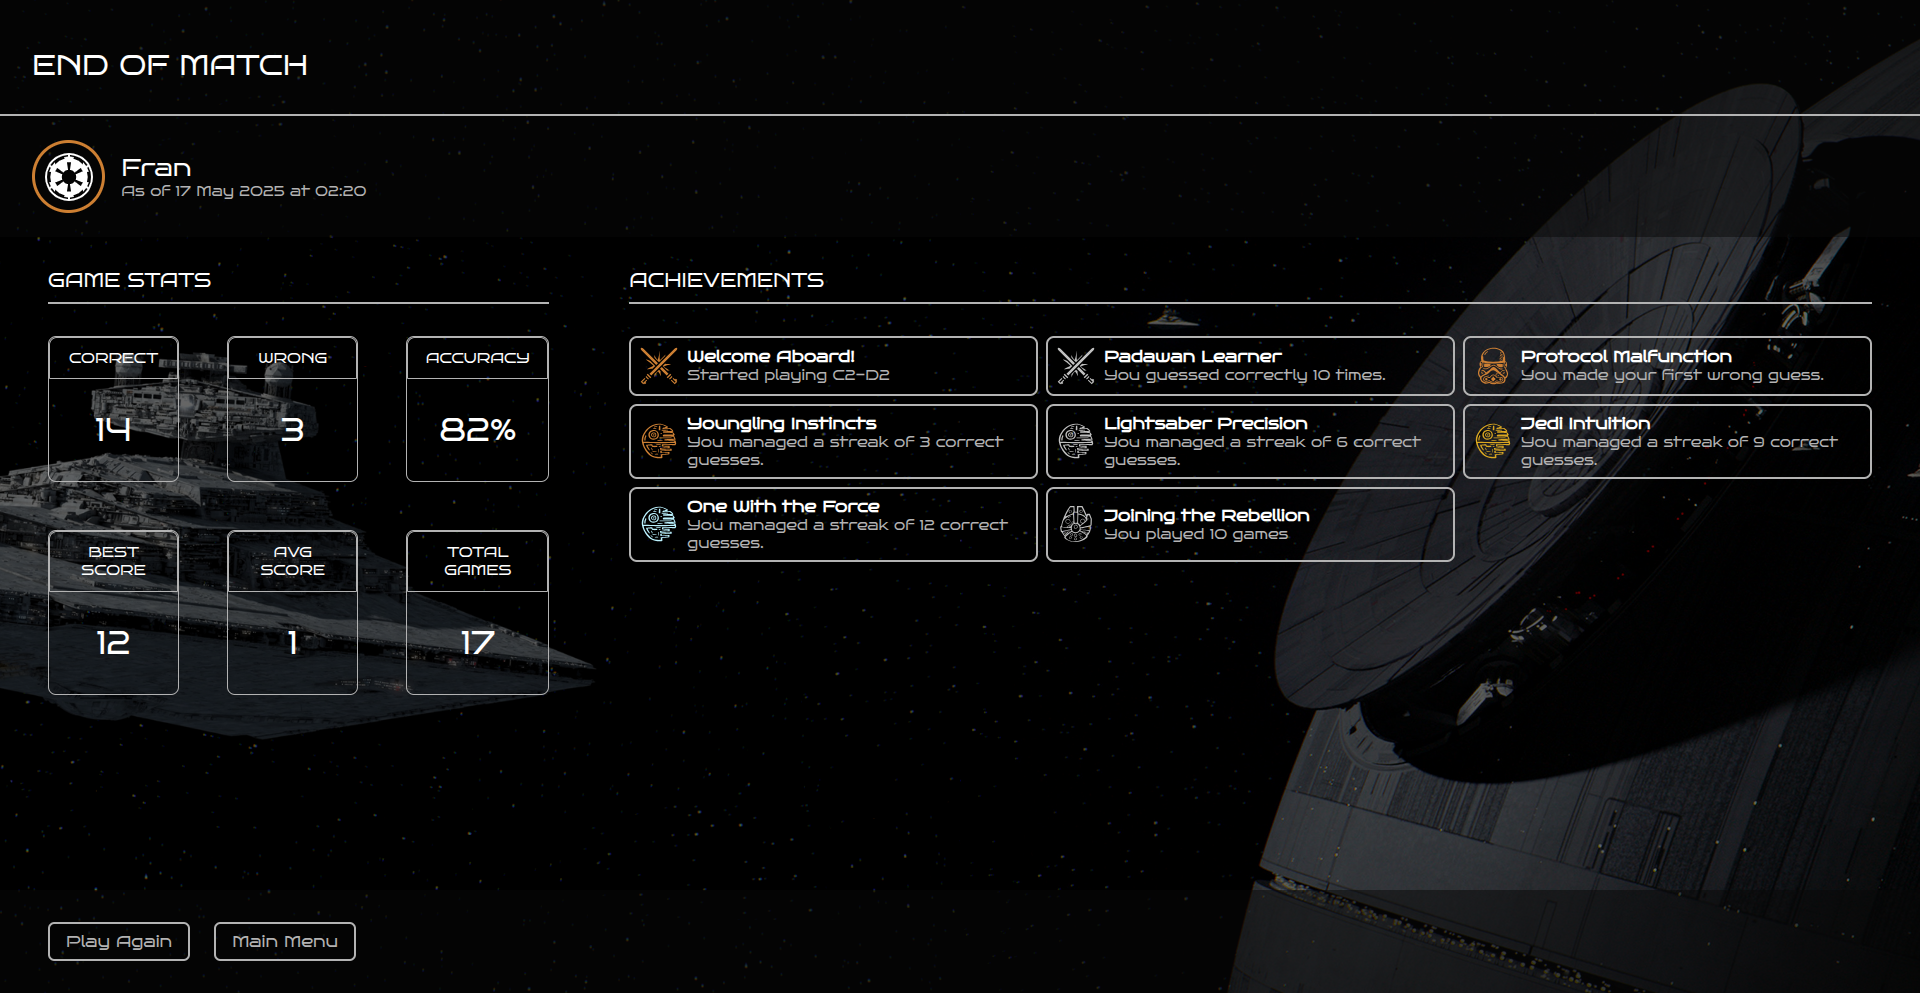 END OF MATCH
Fran
As of 17 May 2025 at 02:20
GAME STATS
CORRECT
14
WRONG
3
ACCURACY
82%
BEST
SCORE
12
AVG
SCORE
1
TOTAL
GAMES
17
ACHIEVEMENTS
Welcome Aboard!
Started playing C2-D2
Padawan Learner
You guessed correctly 10 times.
Protocol Malfunction
You made your first wrong guess.
Youngling Instincts
You managed a streak of 3 correct
guesses.
Lightsaber Precision
You managed a streak of 6 correct
guesses.
Jedi Intuition
You managed a streak of 9 correct
guesses.
One With the Force
You managed a streak of 12 correct
guesses.
Joining the Rebellion
You played 10 games
Play Again
Main Menu